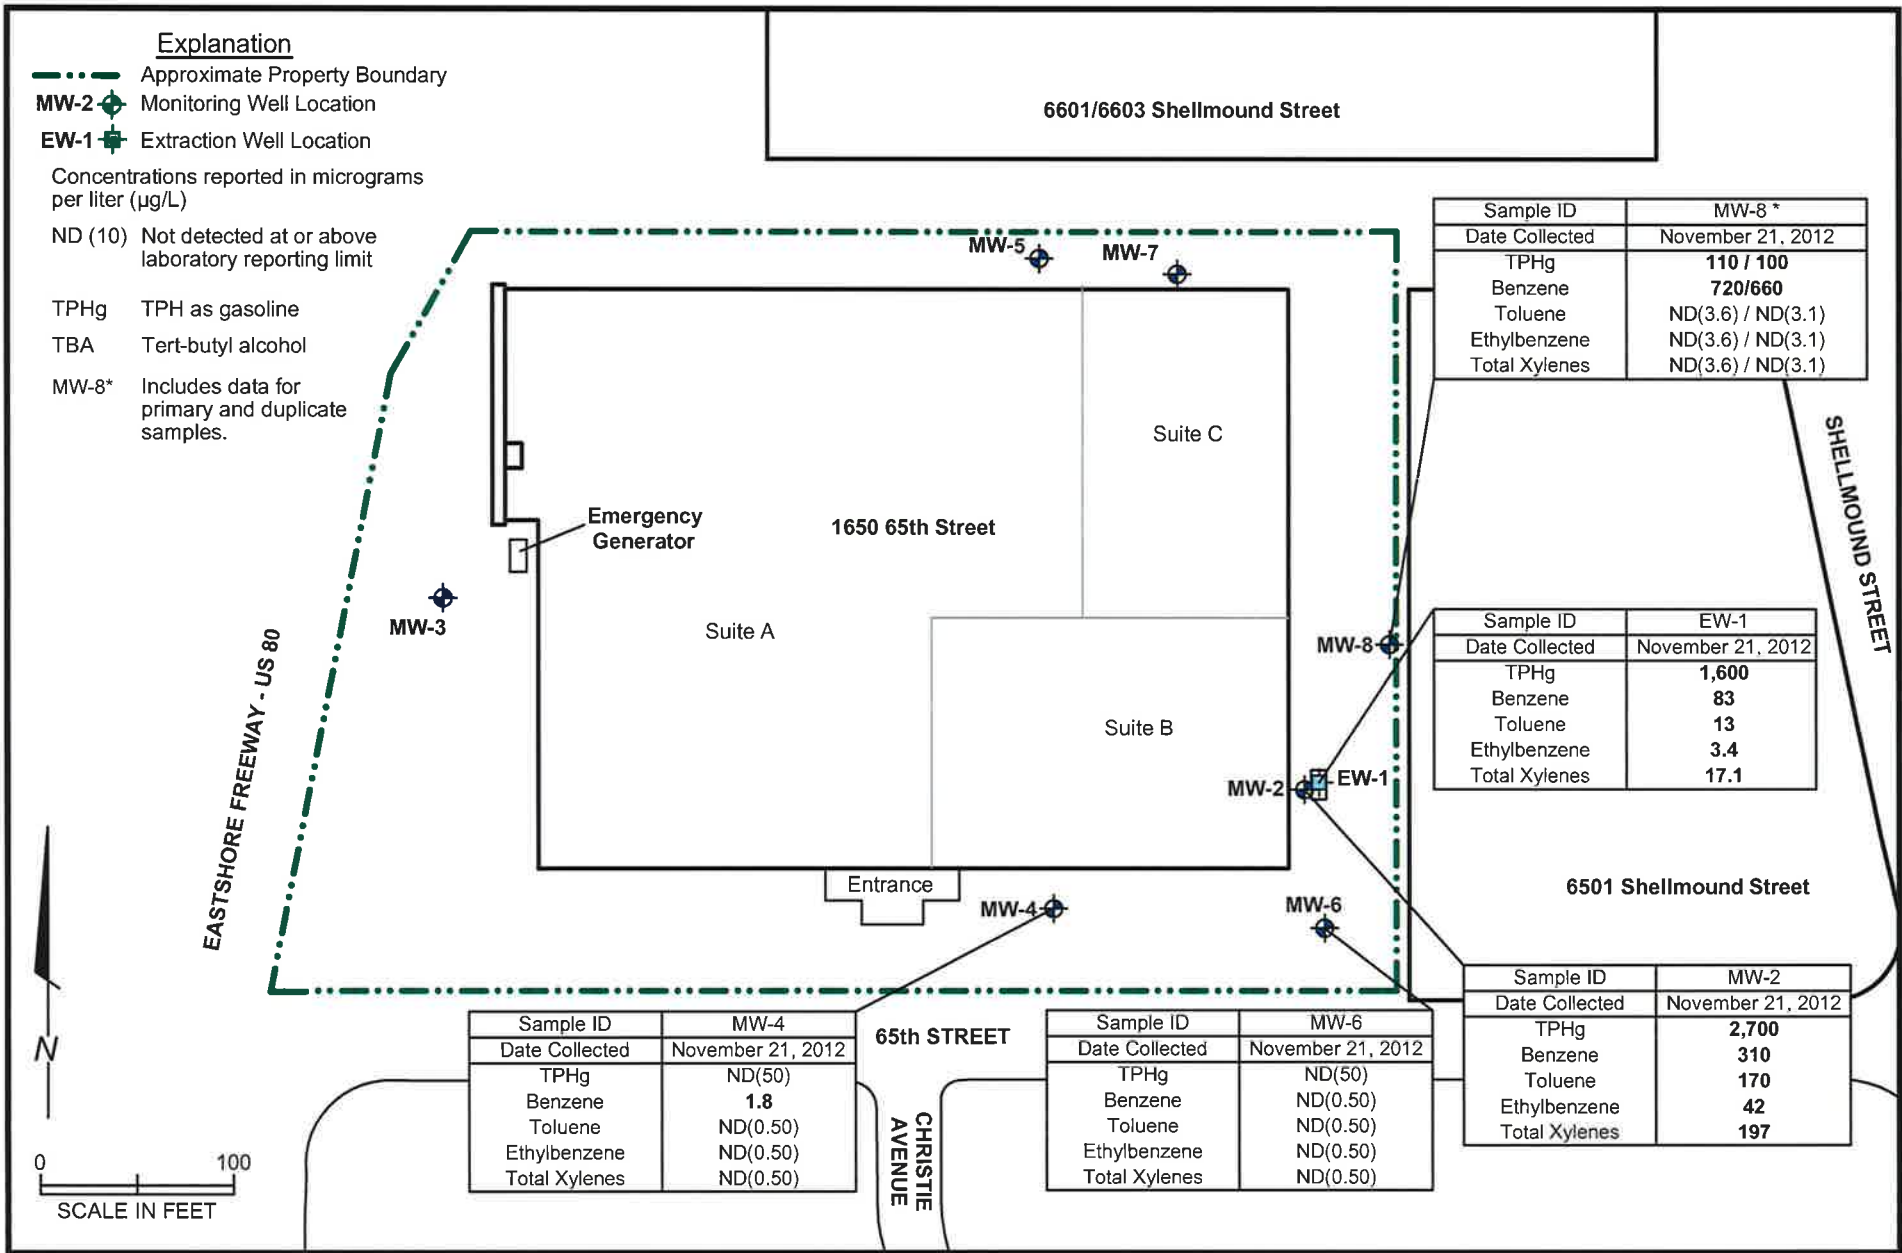 Explanation
Approximate Property Boundary
MW-2 Monitoring Well Location
EW-1 Extraction Well Location
Concentrations reported in micrograms
per liter (µg/L)
ND (10) Not detected at or above
laboratory reporting limit
TPHg TPH as gasoline
TBA Tert-butyl alcohol
MW-8* Includes data for
primary and duplicate
samples.
6601/6603 Shellmound Street
MW-5
MW-7
Sample ID MW-8 *
Date Collected November 21, 2012
TPHg 110 / 100
Benzene 720/660
Toluene ND(3.6) / ND(3.1)
Ethylbenzene ND(3.6) / ND(3.1)
Total Xylenes ND(3.6) / ND(3.1)
Suite C
SHELLMOUND STREET
Emergency
Generator
1650 65th Street
MW-3
Suite A
MW-8
Sample ID EW-1
Date Collected November 21, 2012
TPHg 1,600
Benzene 83
Toluene 13
Ethylbenzene 3.4
Total Xylenes 17.1
EASTSHORE FREEWAY - US 80
Suite B
MW-2
EW-1
Entrance
MW-4
MW-6
6501 Shellmound Street
Sample ID MW-2
Date Collected November 21, 2012
TPHg 2,700
Benzene 310
Toluene 170
Ethylbenzene 42
Total Xylenes 197
Sample ID MW-4
Date Collected November 21, 2012
TPHg ND(50)
Benzene 1.8
Toluene ND(0.50)
Ethylbenzene ND(0.50)
Total Xylenes ND(0.50)
65th STREET
CHRISTIE
AVENUE
Sample ID MW-6
Date Collected November 21, 2012
TPHg ND(50)
Benzene ND(0.50)
Toluene ND(0.50)
Ethylbenzene ND(0.50)
Total Xylenes ND(0.50)
N
0 100
SCALE IN FEET